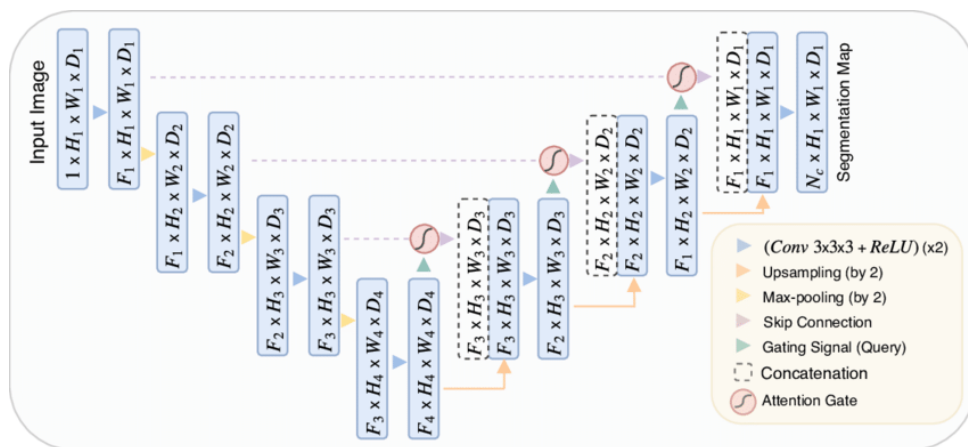 Input Image
1 x H₁ x W₁ x D₁
F₁ x H₁ x W₁ x D₁
F₁ x H₂ x W₂ x D₂
F₂ x H₂ x W₂ x D₂
F₂ x H₃ x W₃ x D₃
F₃ x H₃ x W₃ x D₃
F₃ x H₄ x W₄ x D₄
F₄ x H₄ x W₄ x D₄
F₃ x H₃ x W₃ x D₃
F₃ x H₃ x W₃ x D₃
F₂ x H₃ x W₃ x D₃
F₂ x H₂ x W₂ x D₂
F₂ x H₂ x W₂ x D₂
F₁ x H₂ x W₂ x D₂
F₁ x H₁ x W₁ x D₁
F₁ x H₁ x W₁ x D₁
N_c x H₁ x W₁ x D₁
Segmentation Map
(Conv 3x3x3 + ReLU) (x2)
Upsampling (by 2)
Max-pooling (by 2)
Skip Connection
Gating Signal (Query)
Concatenation
Attention Gate